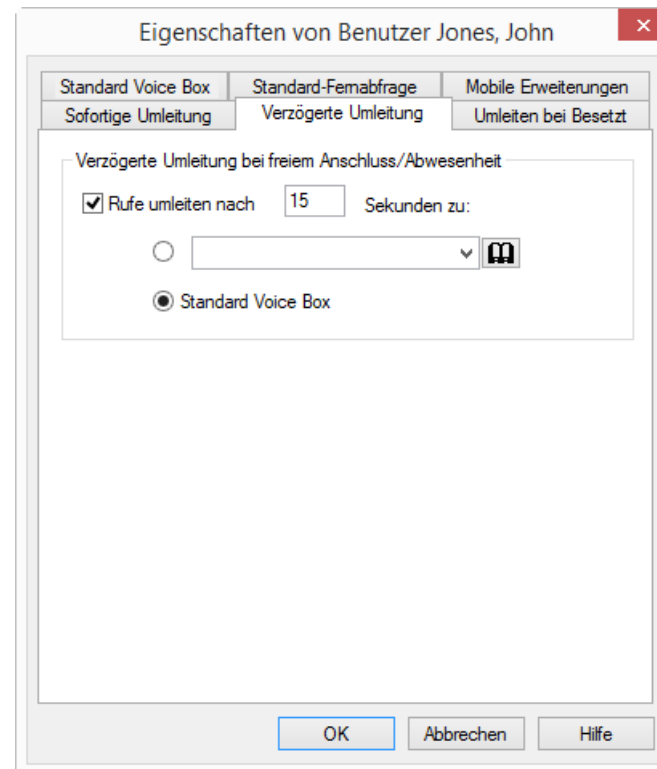 Eigenschaften von Benutzer Jones, John
Standard Voice Box Standard-Fernabfrage Mobile Erweiterungen
Sofortige Umleitung Verzögerte Umleitung Umleiten bei Besetzt
Verzögerte Umleitung bei freiem Anschluss/Abwesenheit
Rufe umleiten nach 15 Sekunden zu:
Standard Voice Box
OK Abbrechen Hilfe